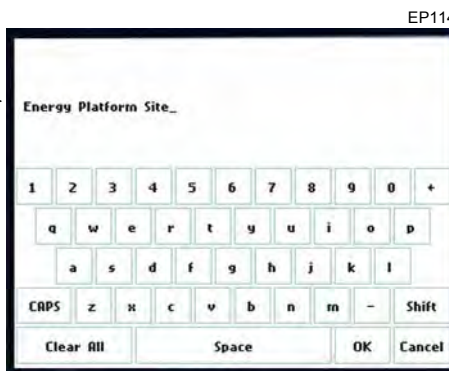 EP114
Energy Platform Site_
1 2 3 4 5 6 7 8 9 0 +
q w e r t y u i o p
a s d f g h j k l
CAPS z x c v b n m - Shift
Clear All Space OK Cancel